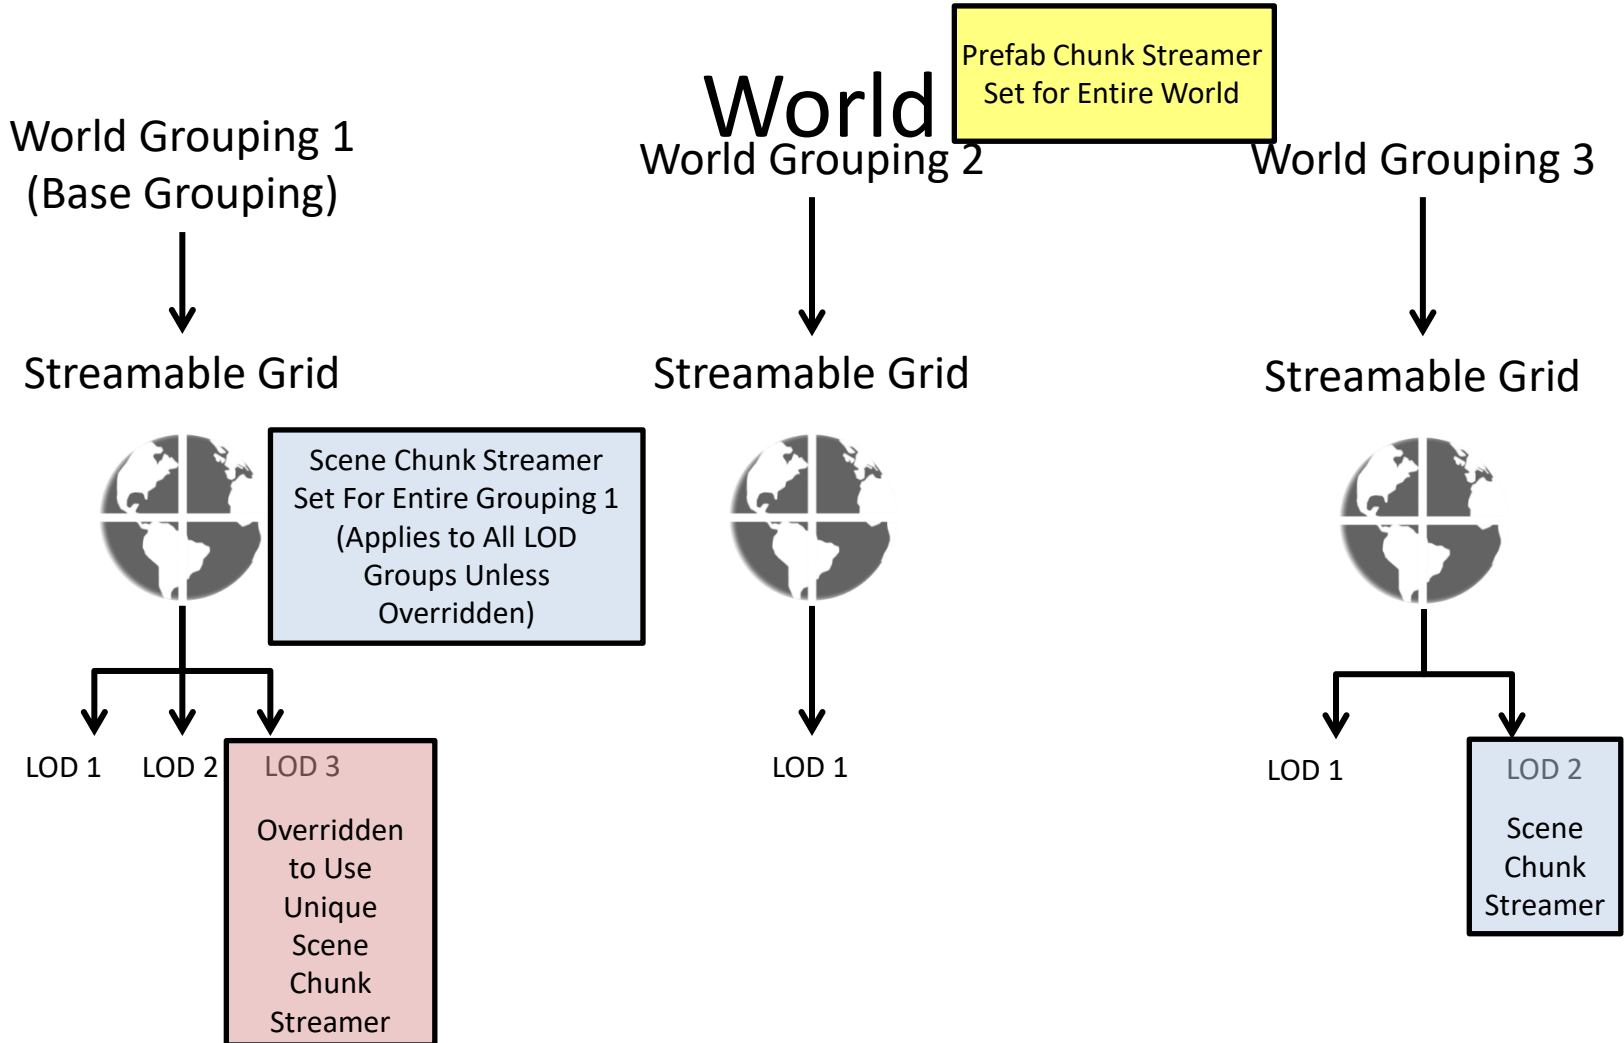 World
Prefab Chunk Streamer
Set for Entire World
World Grouping 1
(Base Grouping)
World Grouping 2
World Grouping 3
Streamable Grid
Streamable Grid
Streamable Grid
Scene Chunk Streamer
Set For Entire Grouping 1
(Applies to All LOD
Groups Unless
Overridden)
LOD 1
LOD 2
LOD 3
Overridden
to Use
Unique
Scene
Chunk
Streamer
LOD 1
LOD 1
LOD 2
Scene
Chunk
Streamer